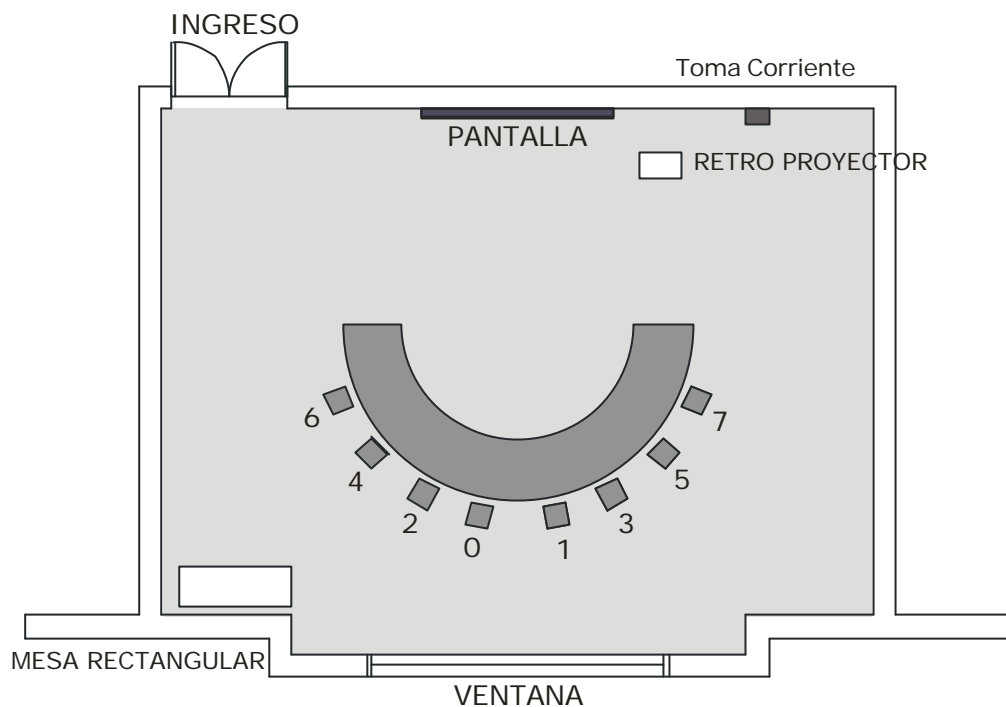 INGRESO
Toma Corriente
PANTALLA
RETRO PROYECTOR
6
7
4
5
2
3
0
1
MESA RECTANGULAR
VENTANA